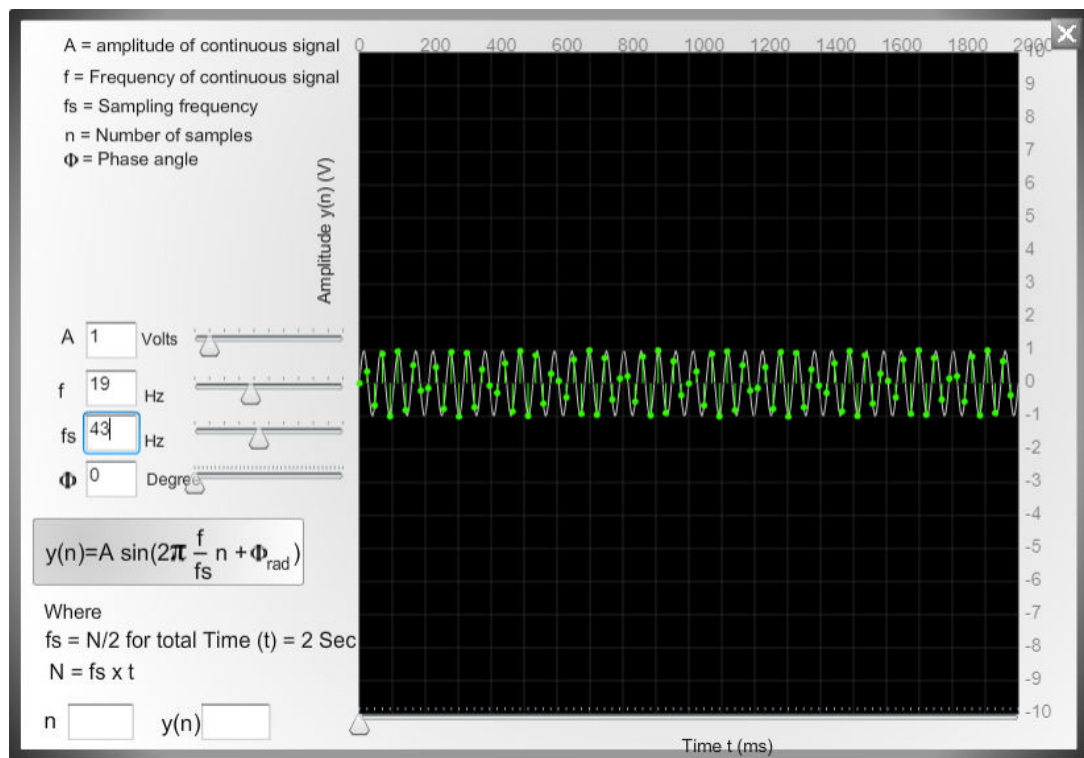 A = amplitude of continuous signal
f = Frequency of continuous signal
fs = Sampling frequency
n = Number of samples
Φ = Phase angle
0 200 400 600 800 1000 1200 1400 1600 1800 2000
10
9
8
7
6
5
4
3
2
1
0
-1
-2
-3
-4
-5
-6
-7
-8
-9
-10
Amplitude y(n) (V)
A 1 Volts
f 19 Hz
fs 43 Hz
Φ 0 Degree
y(n)=A sin(2π f/fs n + Φrad)
Where
fs = N/2 for total Time (t) = 2 Sec
N = fs x t
n y(n)
Time t (ms)